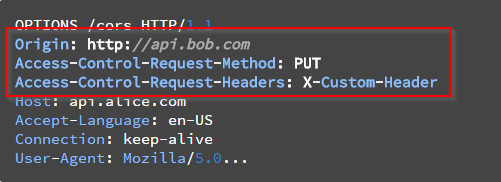 OPTIONS /cors HTTP/1.1
Origin: http://api.bob.com
Access-Control-Request-Method: PUT
Access-Control-Request-Headers: X-Custom-Header
Host: api.alice.com
Accept-Language: en-US
Connection: keep-alive
User-Agent: Mozilla/5.0...